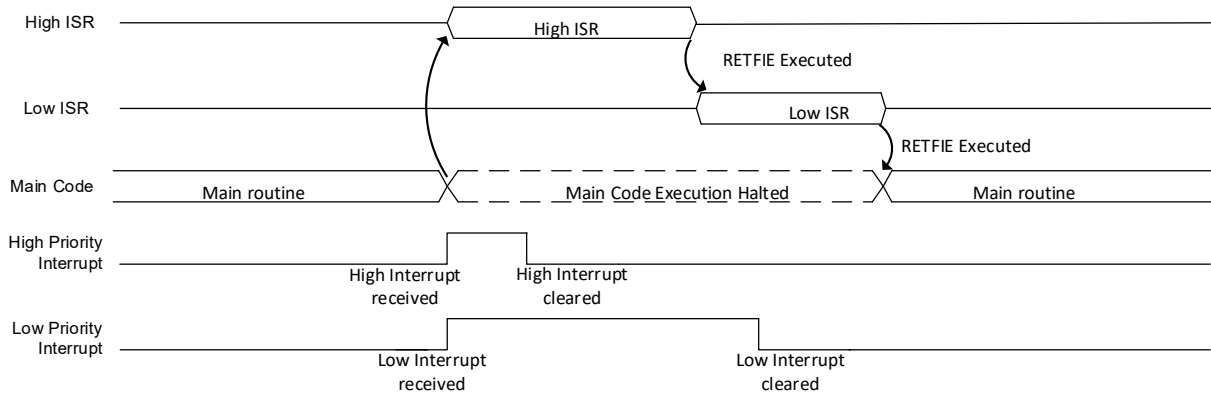 High ISR
High ISR
RETFIE Executed
Low ISR
Low ISR
RETFIE Executed
Main Code
Main routine
Main Code Execution Halted
Main routine
High Priority
Interrupt
High Interrupt
received
High Interrupt
cleared
Low Priority
Interrupt
Low Interrupt
received
Low Interrupt
cleared